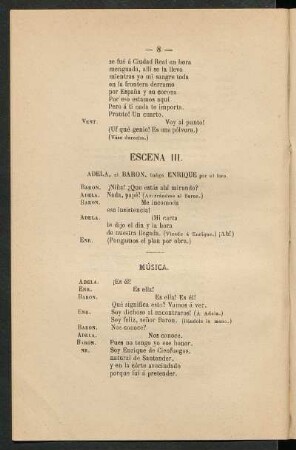 — 8 —
se fué á Ciudad Real en hora
menguada, allí se la lleva
mientras yo mi sangre toda
en la frontera derramo
por España y su corona.
Por eso estamos aquí.
Pero á tí nada te importa.
Pronto! Un cuarto.
VENT. Voy al punto!
(Uf qué genio! Es una pólvora.)
(Váse derecha.)
ESCENA III.
ADELA, el BARON, luego ENRIQUE por el foro.
BARON. ¡Niña! ¿Que estás ahí mirando?
ADELA. Nada, papá! (Acercándose al Baron.)
BARON. Me incomoda
esa insistencia!
ADELA. (Mi carta
le dijo el dia y la hora
de nuestra llegada. (Viendo á Enrique.) ¡Ah!)
ENR. (Pongamos el plan por obra.)
MÚSICA.
ADELA. ¡Es él!
ENR. Es ella!
BARON. Es ella! Es él!
Qué significa esto? Vamos á ver.
ENR. Soy dichoso al encontraros! (A Adela.)
Soy feliz, señor Baron. (Dándole la mano.)
BARON. Nos conoce?
ADELA. Nos conoce.
BARON. Pues no tengo yo ese honor.
NR. Soy Enrique de Cienfuegos,
natural de Santander,
y en la córte avecindado
porque fuí á pretender.